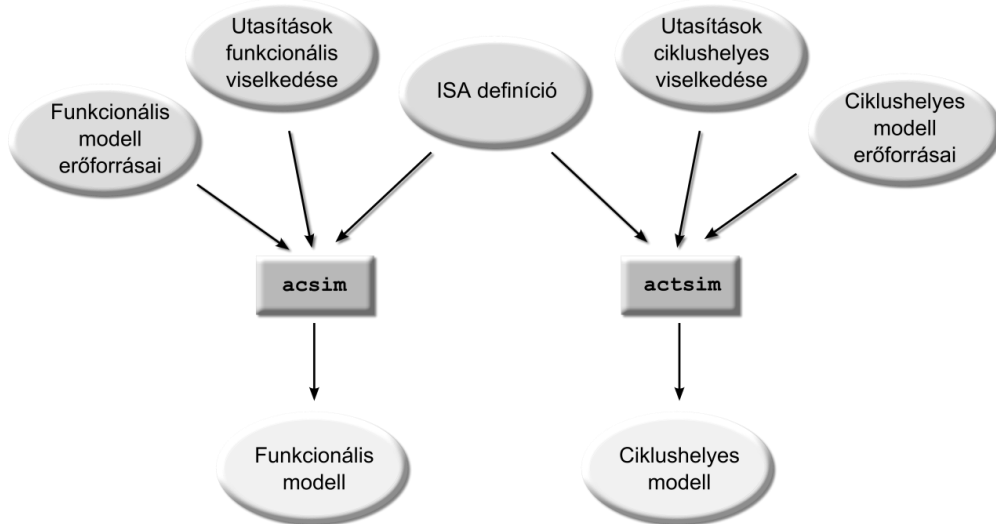 Utasítások
funkcionális
viselkedése
Utasítások
ciklushelyes
viselkedése
ISA definíció
Funkcionális
modell
erőforrásai
Ciklushelyes
modell
erőforrásai
acsim
actsim
Funkcionális
modell
Ciklushelyes
modell